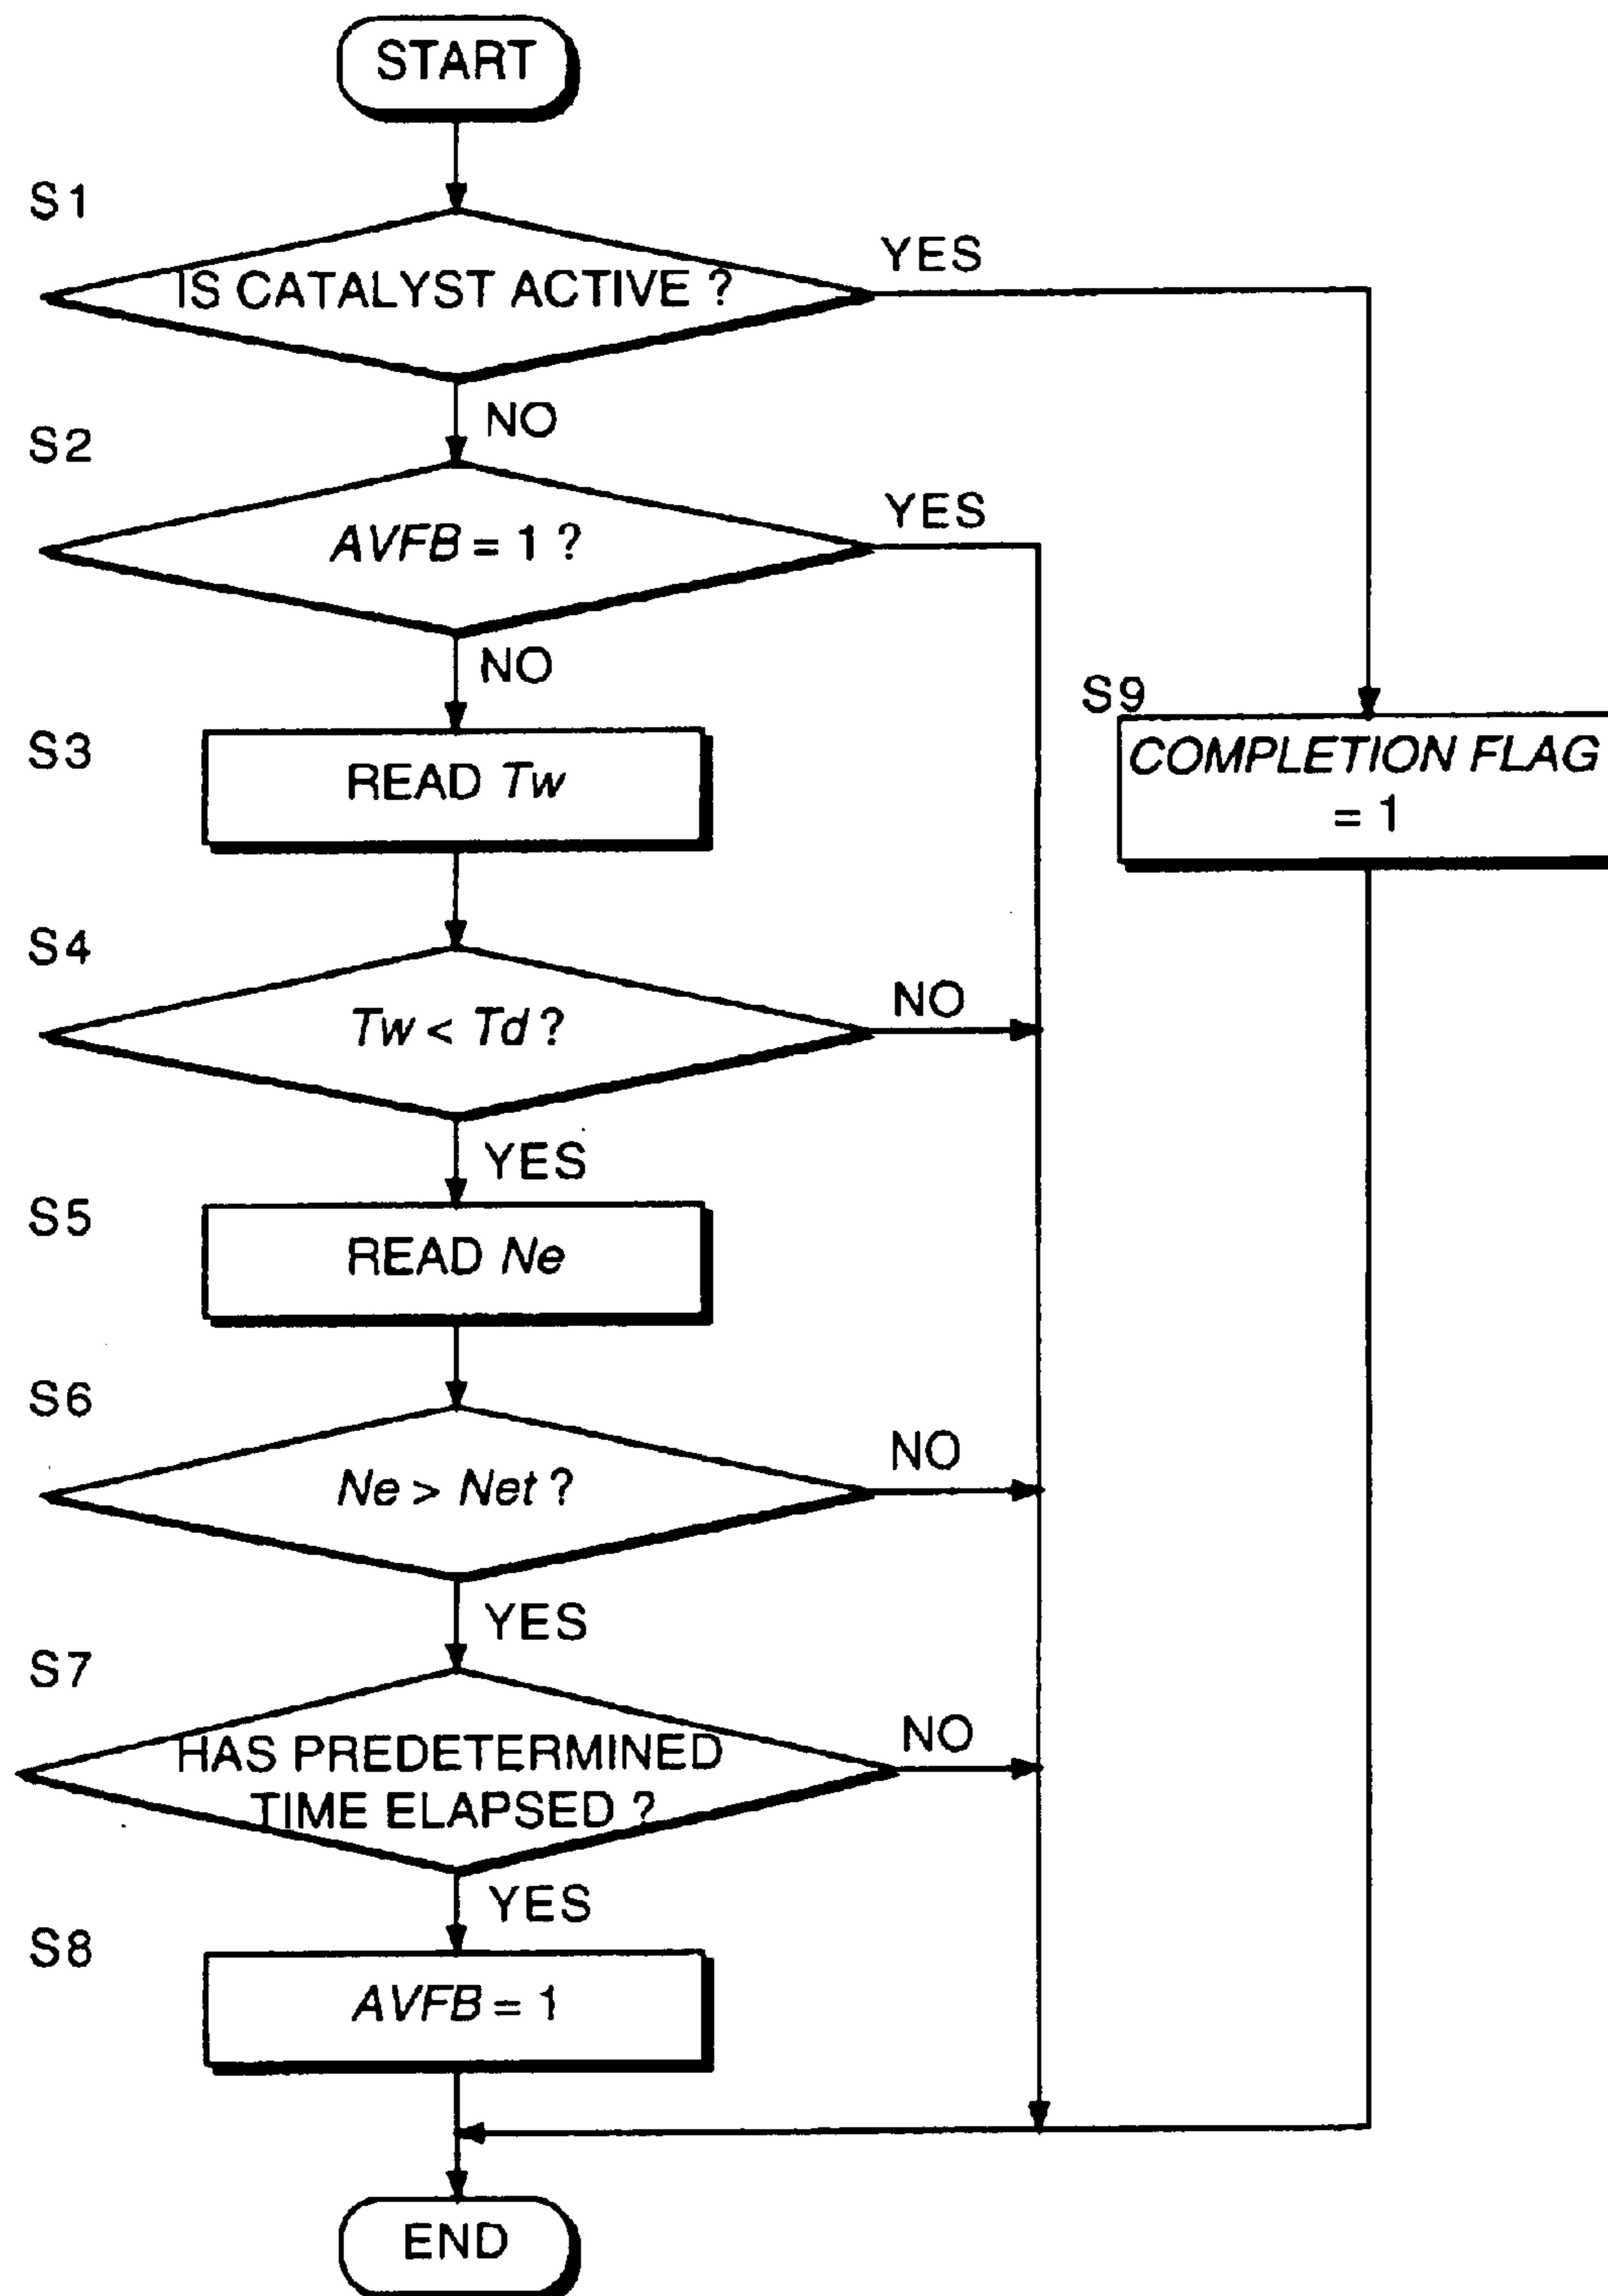 START
S1
IS CATALYST ACTIVE ?
YES
NO
S2
AVFB = 1 ?
YES
NO
S3
READ Tw
S9
COMPLETION FLAG
= 1
S4
Tw < Td ?
NO
YES
S5
READ Ne
S6
Ne > Net ?
NO
YES
S7
HAS PREDETERMINED
TIME ELAPSED ?
NO
YES
S8
AVFB = 1
END